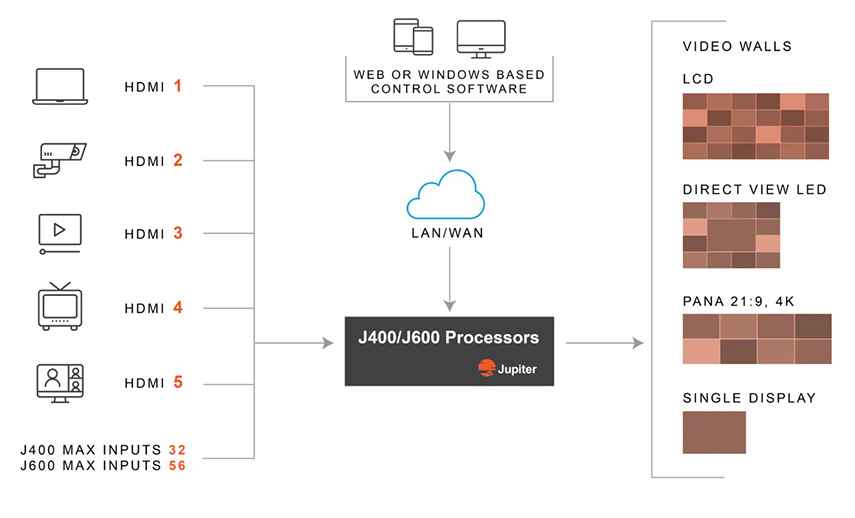 HDMI 1
HDMI 2
HDMI 3
HDMI 4
HDMI 5
J400 MAX INPUTS 32
J600 MAX INPUTS 56
WEB OR WINDOWS BASED
CONTROL SOFTWARE
LAN/WAN
J400/J600 Processors
Jupiter
VIDEO WALLS
LCD
DIRECT VIEW LED
PANA 21:9, 4K
SINGLE DISPLAY